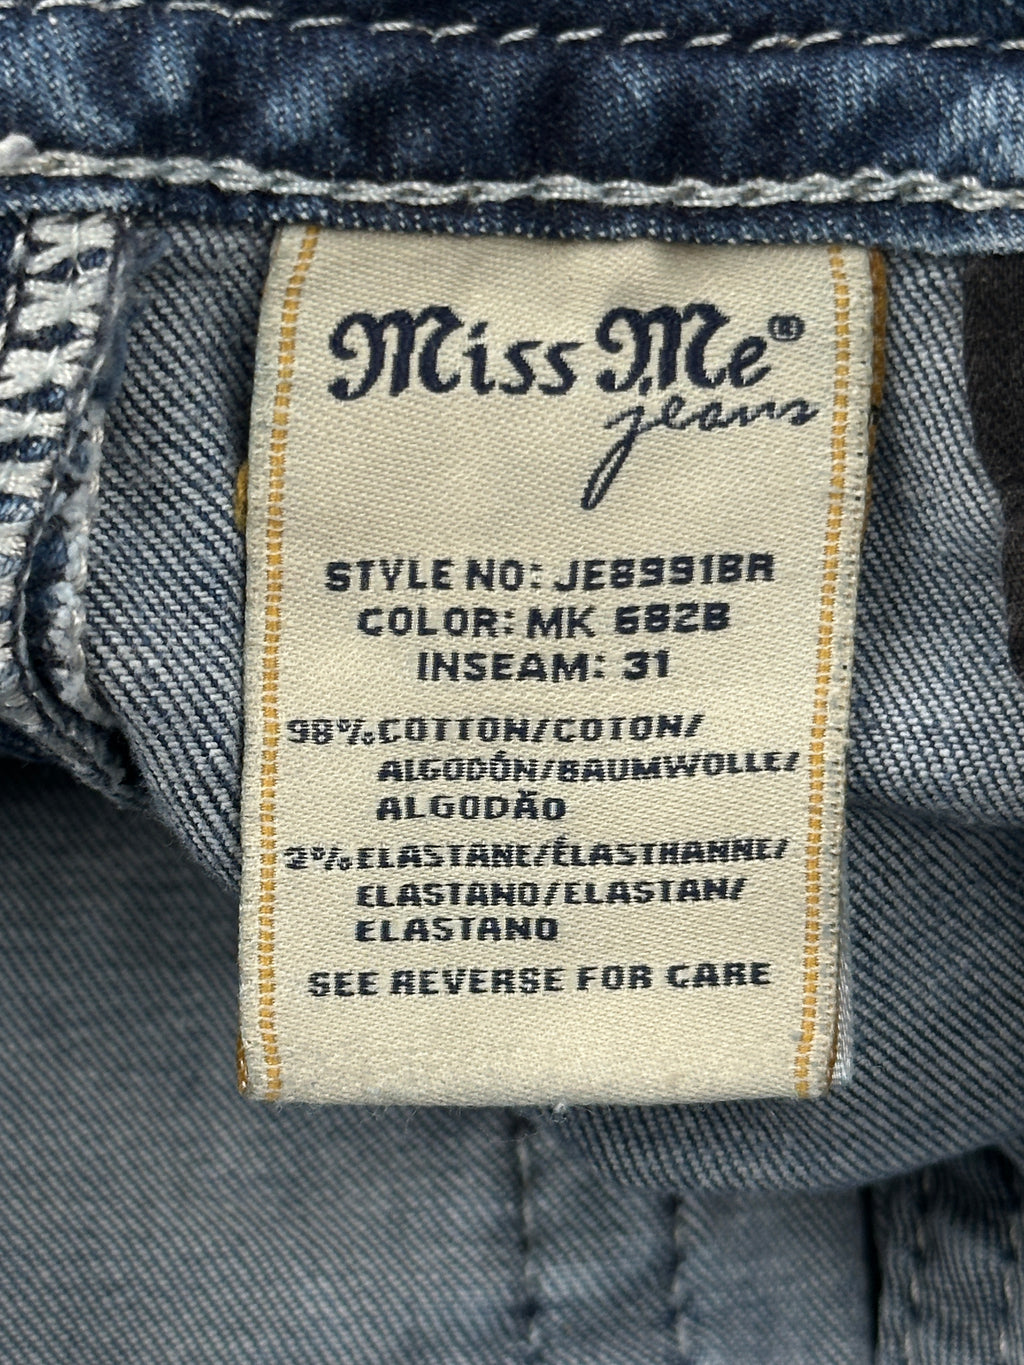 Miss Me®
jeans
STYLE NO: JE8991BR
COLOR: MK 682B
INSEAM: 31
98% COTTON/COTON/
ALGODÓN/BAUMWOLLE/
ALGODÃO
2% ELASTANE/ÉLASTHANNE/
ELASTANO/ELASTAN/
ELASTANO
SEE REVERSE FOR CARE